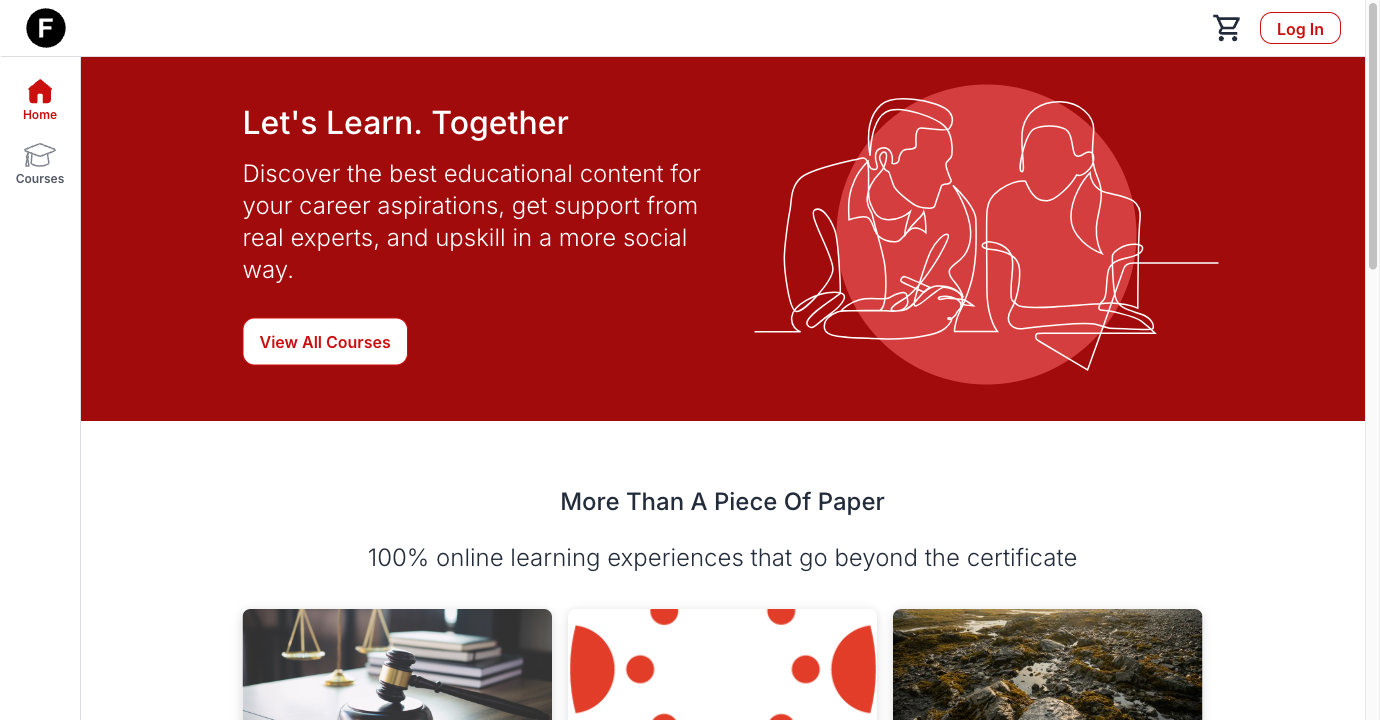 F
Log In
Home
Courses
Let's Learn. Together
Discover the best educational content for
your career aspirations, get support from
real experts, and upskill in a more social
way.
View All Courses
More Than A Piece Of Paper
100% online learning experiences that go beyond the certificate